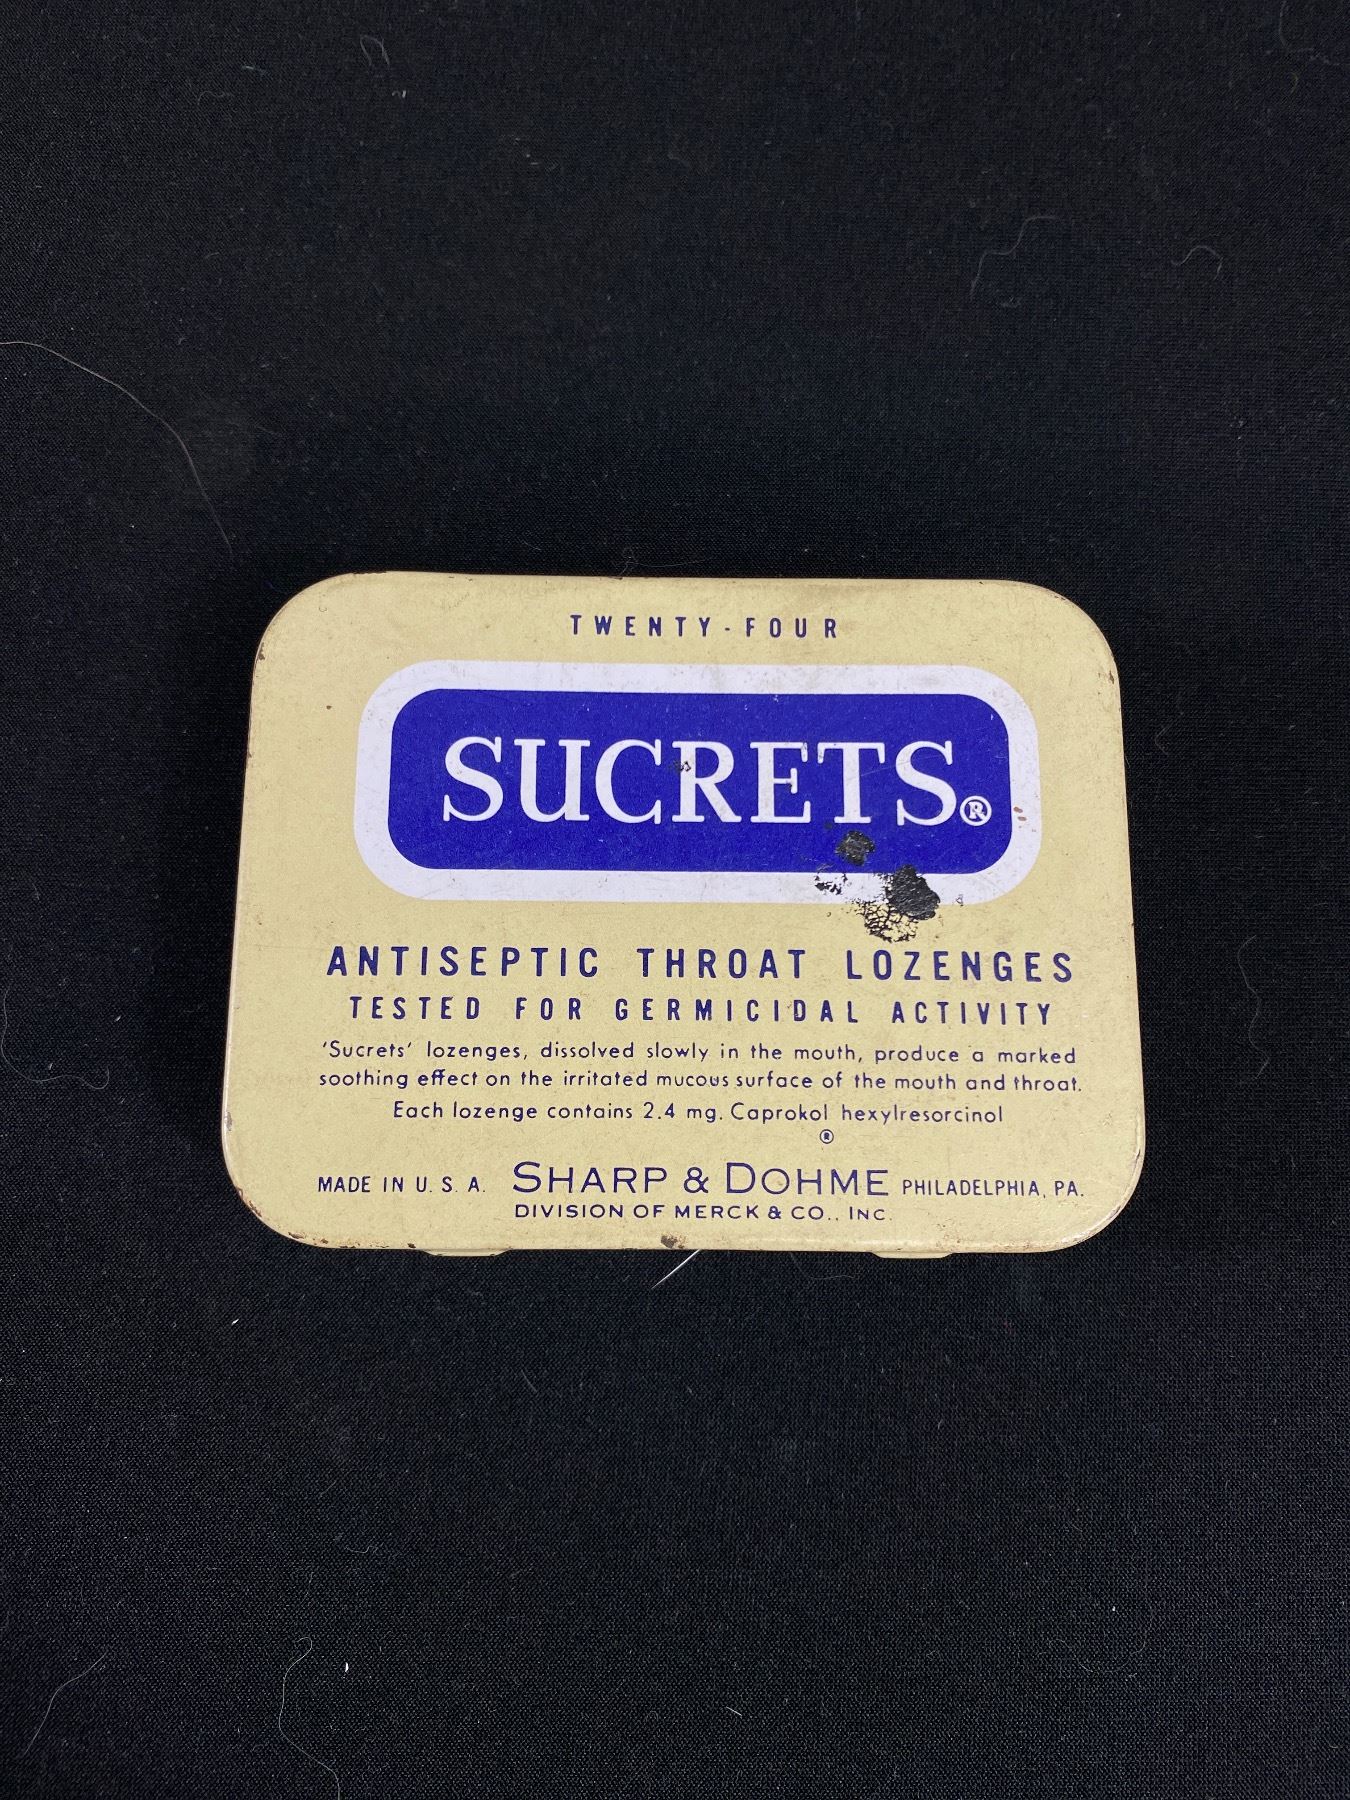 TWENTY-FOUR
SUCRETS®
ANTISEPTIC THROAT LOZENGES
TESTED FOR GERMICIDAL ACTIVITY
'Sucrets' lozenges, dissolved slowly in the mouth, produce a marked
soothing effect on the irritated mucous surface of the mouth and throat.
Each lozenge contains 2.4 mg. Caprokol hexylresorcinol
®
MADE IN U. S. A. SHARP & DOHME PHILADELPHIA, PA.
DIVISION OF MERCK & CO., INC.